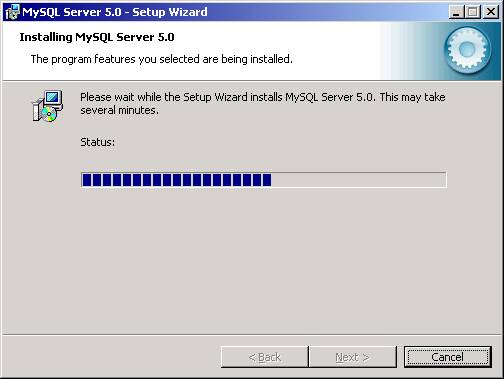 MySQL Server 5.0 - Setup Wizard
Installing MySQL Server 5.0
The program features you selected are being installed.
Please wait while the Setup Wizard installs MySQL Server 5.0. This may take
several minutes.
Status:
< Back
Next >
Cancel